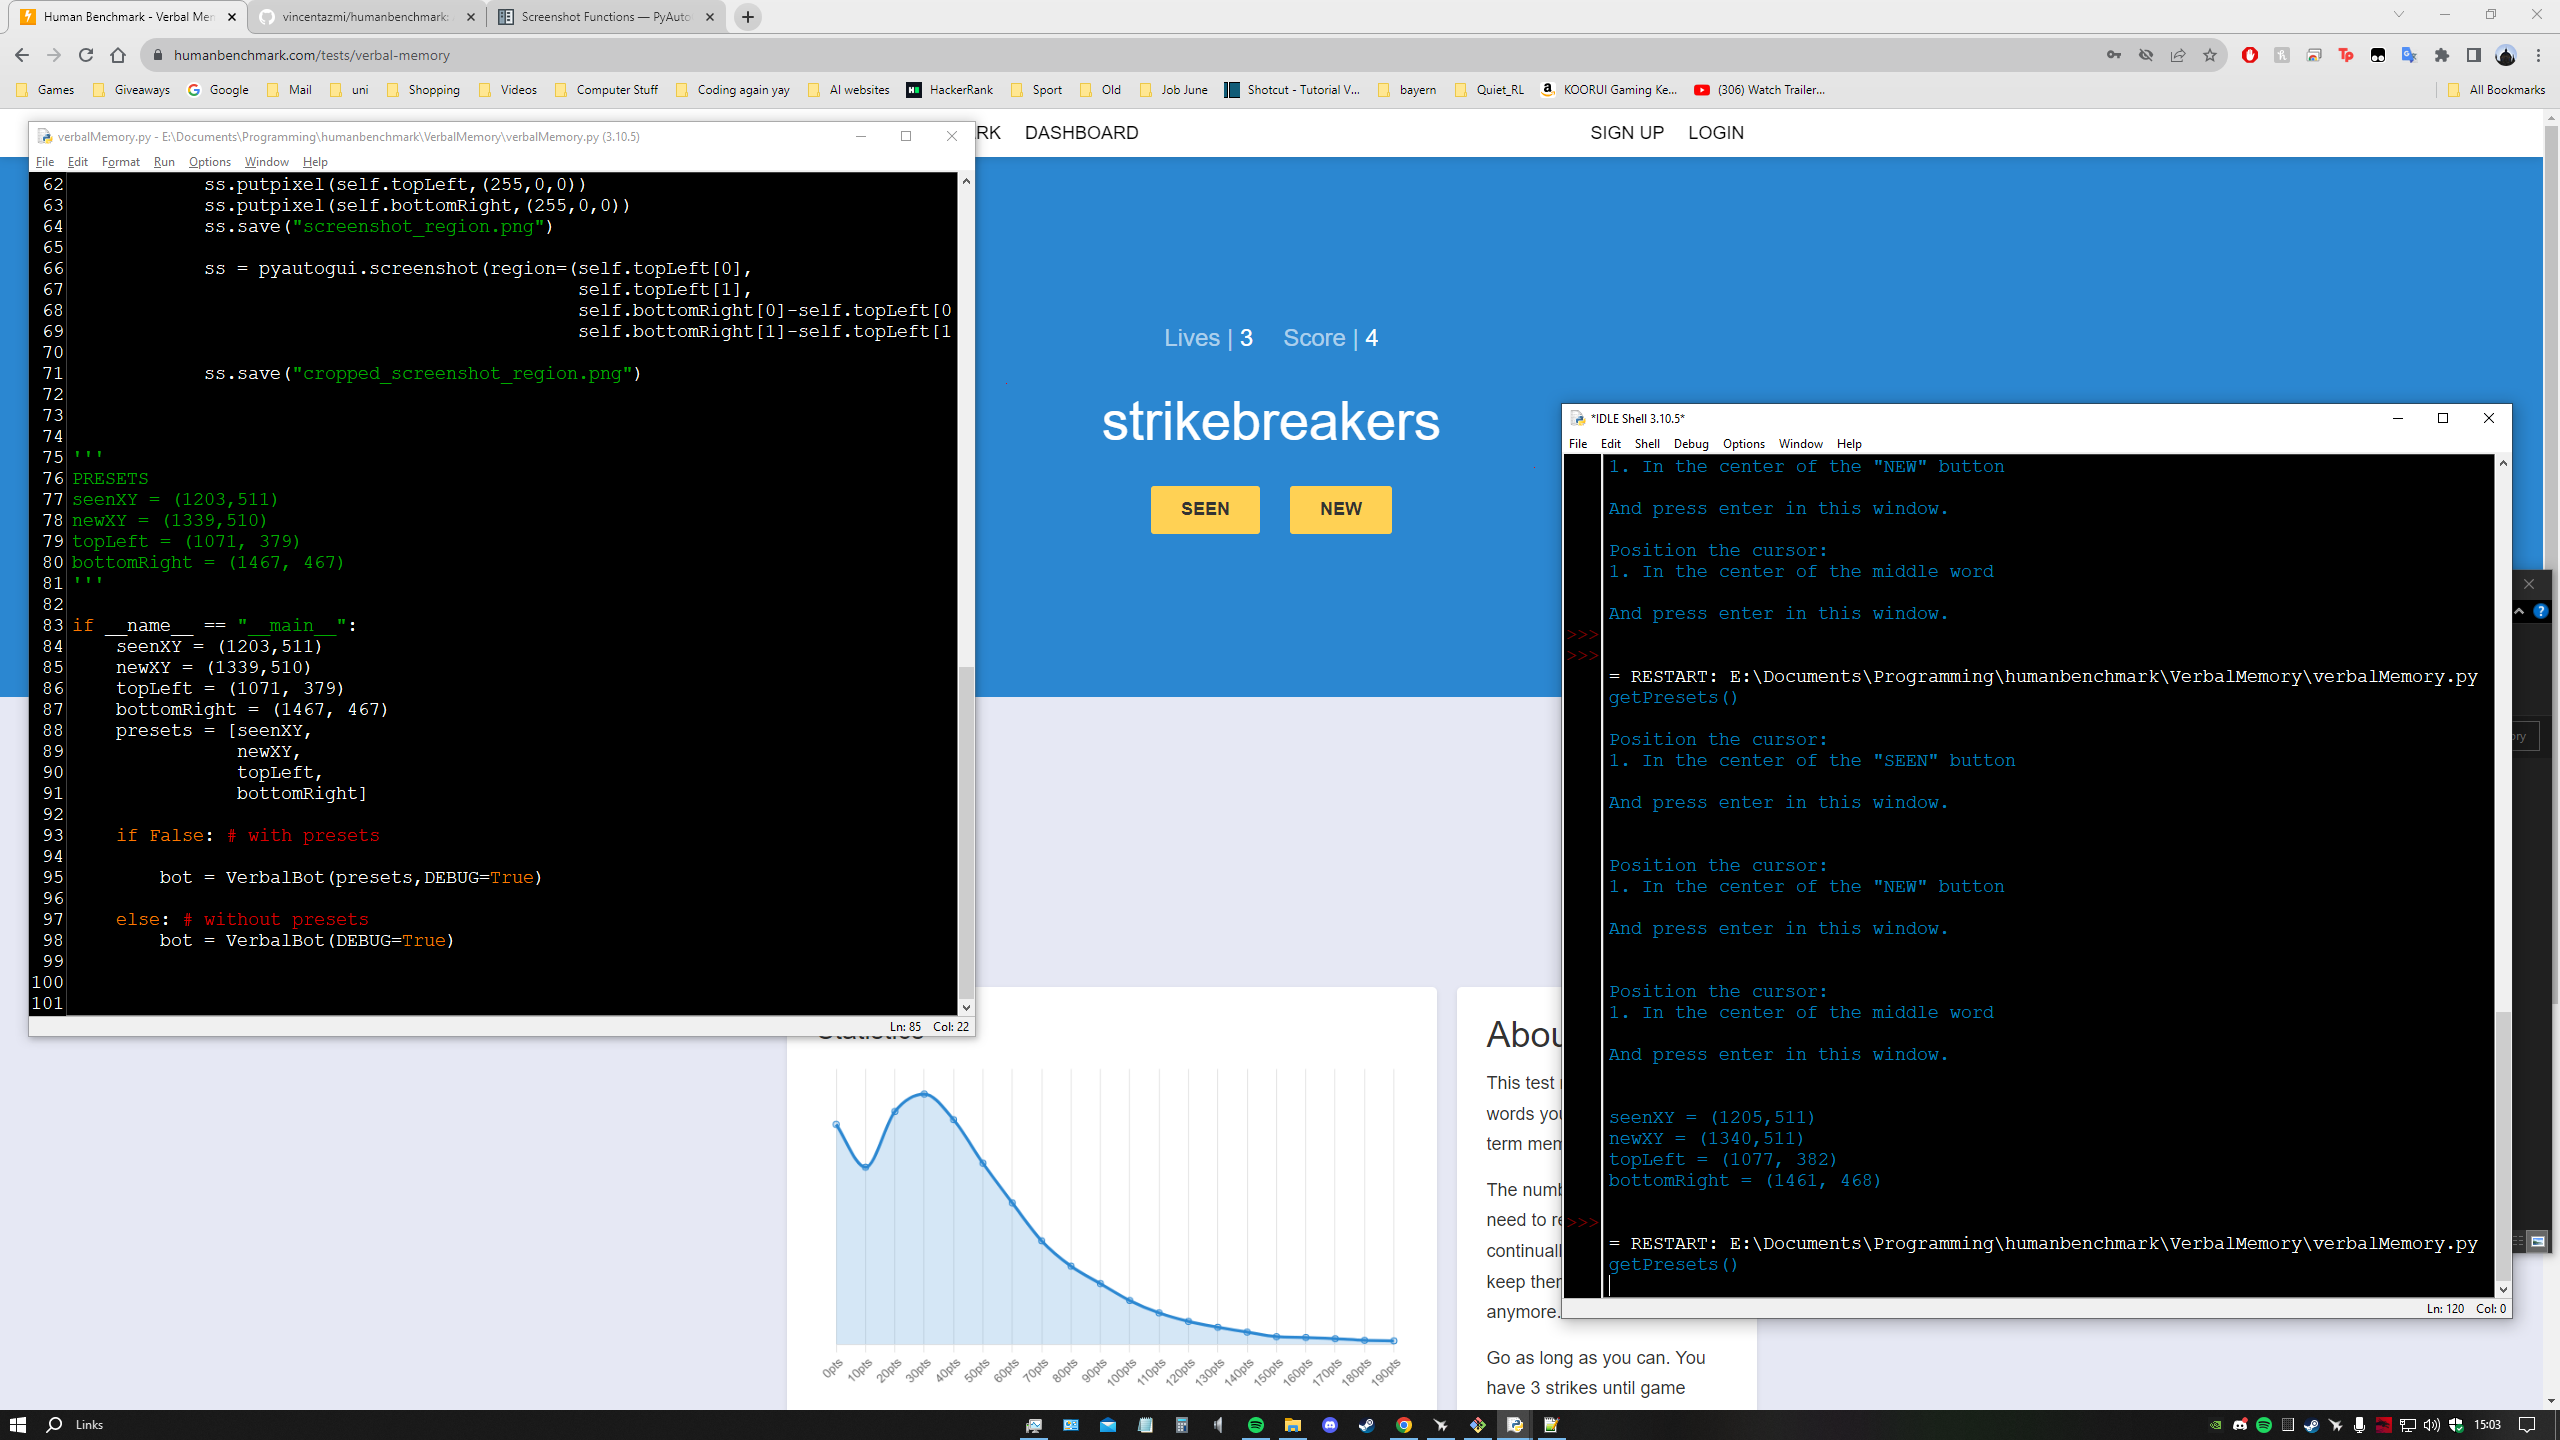 Human Benchmark - Verbal Mem
vincentazmi/humanbenchmark:
Screenshot Functions — PyAuto
humanbenchmark.com/tests/verbal-memory
Games
Giveaways
Google
Mail
uni
Shopping
Videos
Computer Stuff
Coding again yay
AI websites
HackerRank
Sport
Old
Job June
Shotcut - Tutorial V...
bayern
Quiet_RL
KOORUI Gaming Ke...
(306) Watch Trailer...
All Bookmarks
RK DASHBOARD
SIGN UP LOGIN
verbalMemory.py - E:\Documents\Programming\humanbenchmark\VerbalMemory\verbalMemory.py (3.10.5)
File Edit Format Run Options Window Help
62 ss.putpixel(self.topLeft,(255,0,0))
63 ss.putpixel(self.bottomRight,(255,0,0))
64 ss.save("screenshot_region.png")
65
66 ss = pyautogui.screenshot(region=(self.topLeft[0],
67 self.topLeft[1],
68 self.bottomRight[0]-self.topLeft[0
69 self.bottomRight[1]-self.topLeft[1
70
71 ss.save("cropped_screenshot_region.png")
72
73
74
75 '''
76 PRESETS
77 seenXY = (1203,511)
78 newXY = (1339,510)
79 topLeft = (1071, 379)
80 bottomRight = (1467, 467)
81 '''
82
83 if __name__ == "__main__":
84 seenXY = (1203,511)
85 newXY = (1339,510)
86 topLeft = (1071, 379)
87 bottomRight = (1467, 467)
88 presets = [seenXY,
89 newXY,
90 topLeft,
91 bottomRight]
92
93 if False: # with presets
94
95 bot = VerbalBot(presets,DEBUG=True)
96
97 else: # without presets
98 bot = VerbalBot(DEBUG=True)
99
100
101
Ln: 85 Col: 22
Lives | 3 Score | 4
strikebreakers
SEEN NEW
*IDLE Shell 3.10.5*
File Edit Shell Debug Options Window Help
1. In the center of the "NEW" button
And press enter in this window.
Position the cursor:
1. In the center of the middle word
And press enter in this window.
>>>
>>>
= RESTART: E:\Documents\Programming\humanbenchmark\VerbalMemory\verbalMemory.py
getPresets()
Position the cursor:
1. In the center of the "SEEN" button
And press enter in this window.
Position the cursor:
1. In the center of the "NEW" button
And press enter in this window.
Position the cursor:
1. In the center of the middle word
And press enter in this window.
seenXY = (1205,511)
newXY = (1340,511)
topLeft = (1077, 382)
bottomRight = (1461, 468)
>>>
= RESTART: E:\Documents\Programming\humanbenchmark\VerbalMemory\verbalMemory.py
getPresets()
Ln: 120 Col: 0
ory
Statistics
0pts 10pts 20pts 30pts 40pts 50pts 60pts 70pts 80pts 90pts 100pts 110pts 120pts 130pts 140pts 150pts 160pts 170pts 180pts 190pts
Abou
This test
words you
term mem
The numb
need to re
continuall
keep ther
anymore.
Go as long as you can. You
have 3 strikes until game
Links
15:03